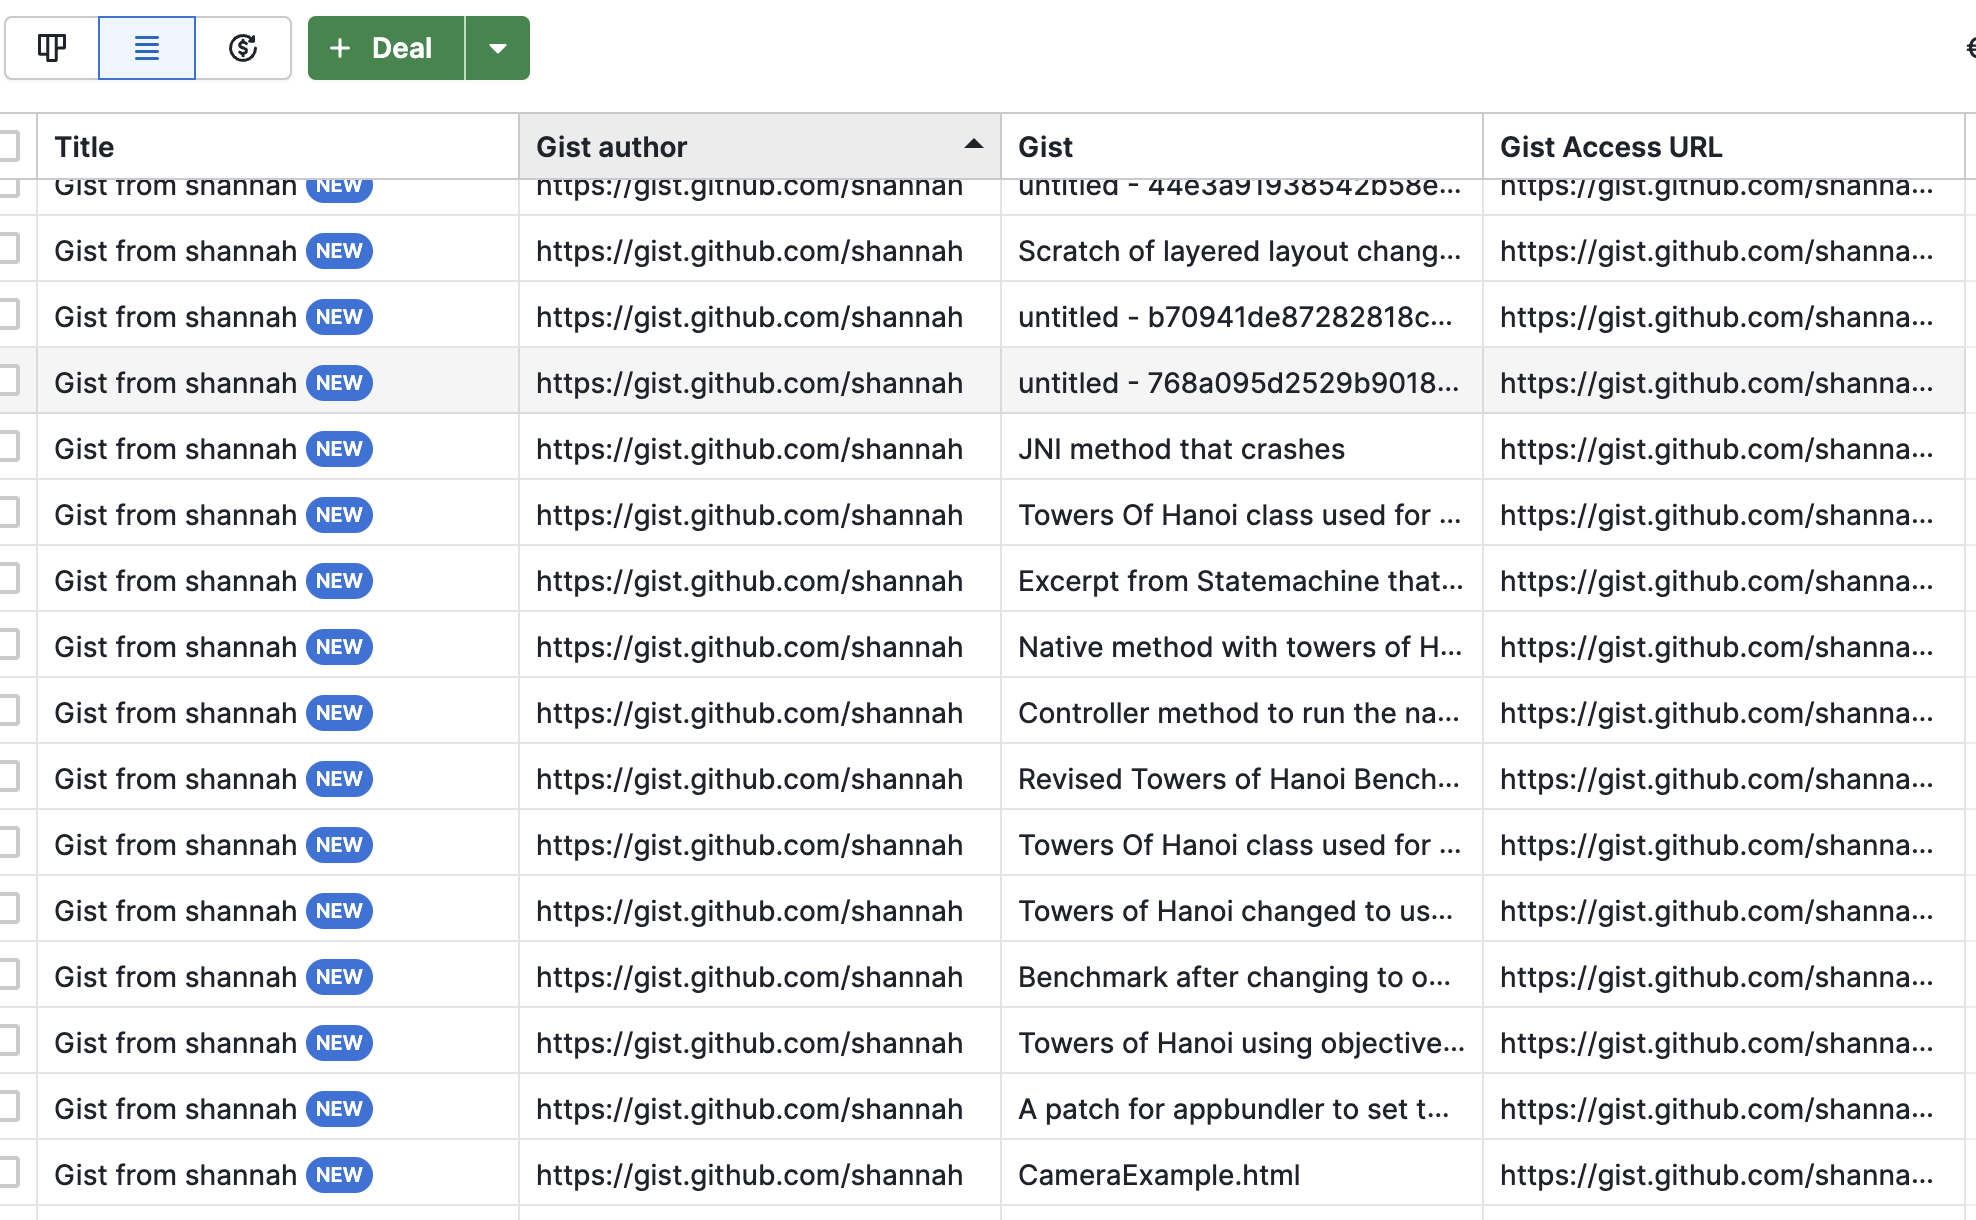 + Deal
Title Gist author Gist Gist Access URL
Gist from shannah NEW https://gist.github.com/shannah untitled - 44e3a91938542b58e... https://gist.github.com/shanna...
Gist from shannah NEW https://gist.github.com/shannah Scratch of layered layout chang... https://gist.github.com/shanna...
Gist from shannah NEW https://gist.github.com/shannah untitled - b70941de87282818c... https://gist.github.com/shanna...
Gist from shannah NEW https://gist.github.com/shannah untitled - 768a095d2529b9018... https://gist.github.com/shanna...
Gist from shannah NEW https://gist.github.com/shannah JNI method that crashes https://gist.github.com/shanna...
Gist from shannah NEW https://gist.github.com/shannah Towers Of Hanoi class used for ... https://gist.github.com/shanna...
Gist from shannah NEW https://gist.github.com/shannah Excerpt from Statemachine that... https://gist.github.com/shanna...
Gist from shannah NEW https://gist.github.com/shannah Native method with towers of H... https://gist.github.com/shanna...
Gist from shannah NEW https://gist.github.com/shannah Controller method to run the na... https://gist.github.com/shanna...
Gist from shannah NEW https://gist.github.com/shannah Revised Towers of Hanoi Bench... https://gist.github.com/shanna...
Gist from shannah NEW https://gist.github.com/shannah Towers Of Hanoi class used for ... https://gist.github.com/shanna...
Gist from shannah NEW https://gist.github.com/shannah Towers of Hanoi changed to us... https://gist.github.com/shanna...
Gist from shannah NEW https://gist.github.com/shannah Benchmark after changing to o... https://gist.github.com/shanna...
Gist from shannah NEW https://gist.github.com/shannah Towers of Hanoi using objective... https://gist.github.com/shanna...
Gist from shannah NEW https://gist.github.com/shannah A patch for appbundler to set t... https://gist.github.com/shanna...
Gist from shannah NEW https://gist.github.com/shannah CameraExample.html https://gist.github.com/shanna...